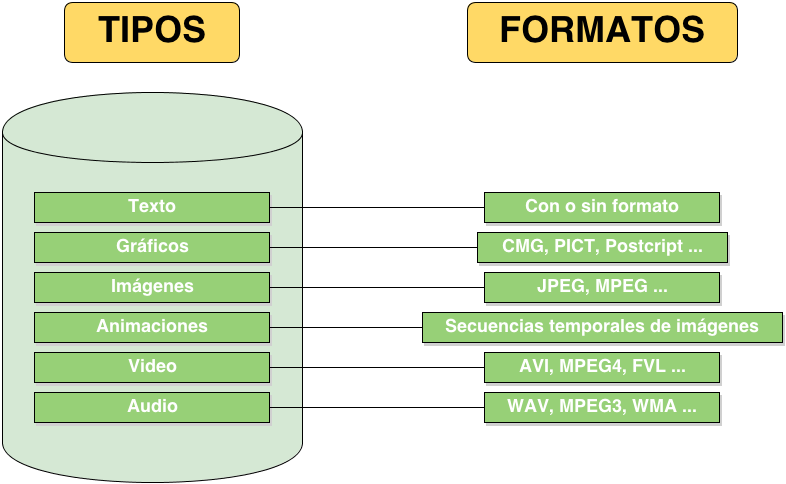 TIPOS
FORMATOS
Texto
Con o sin formato
Gráficos
CMG, PICT, Postcript ...
Imágenes
JPEG, MPEG ...
Animaciones
Secuencias temporales de imágenes
Video
AVI, MPEG4, FVL ...
Audio
WAV, MPEG3, WMA ...